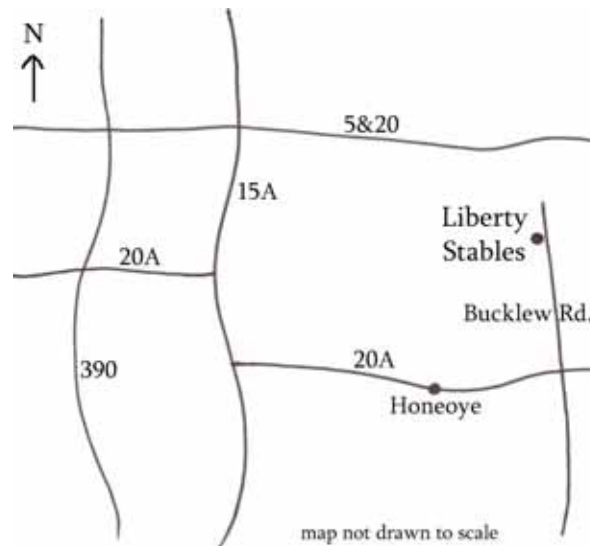 N
5&20
15A
Liberty
Stables
20A
Bucklew Rd.
20A
390
Honeoye
map not drawn to scale